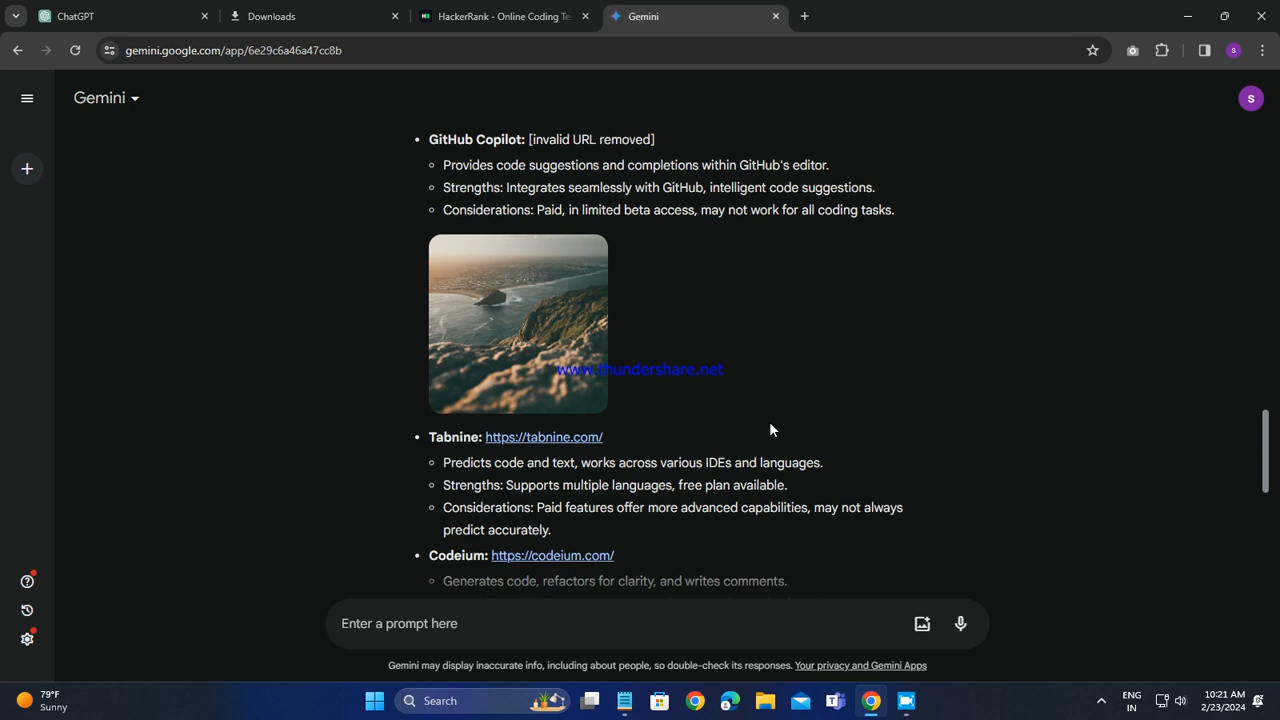 ChatGPT
Downloads
HackerRank - Online Coding Te
Gemini
gemini.google.com/app/6e29c6a46a47cc8b
S
Gemini
S
GitHub Copilot: [invalid URL removed]
Provides code suggestions and completions within GitHub's editor.
Strengths: Integrates seamlessly with GitHub, intelligent code suggestions.
Considerations: Paid, in limited beta access, may not work for all coding tasks.
www.thundershare.net
Tabnine: https://tabnine.com/
Predicts code and text, works across various IDEs and languages.
Strengths: Supports multiple languages, free plan available.
Considerations: Paid features offer more advanced capabilities, may not always
predict accurately.
Codeium: https://codeium.com/
Generates code, refactors for clarity, and writes comments.
Enter a prompt here
Gemini may display inaccurate info, including about people, so double-check its responses. Your privacy and Gemini Apps
79°F
Sunny
Search
ENG
IN
10:21 AM
2/23/2024